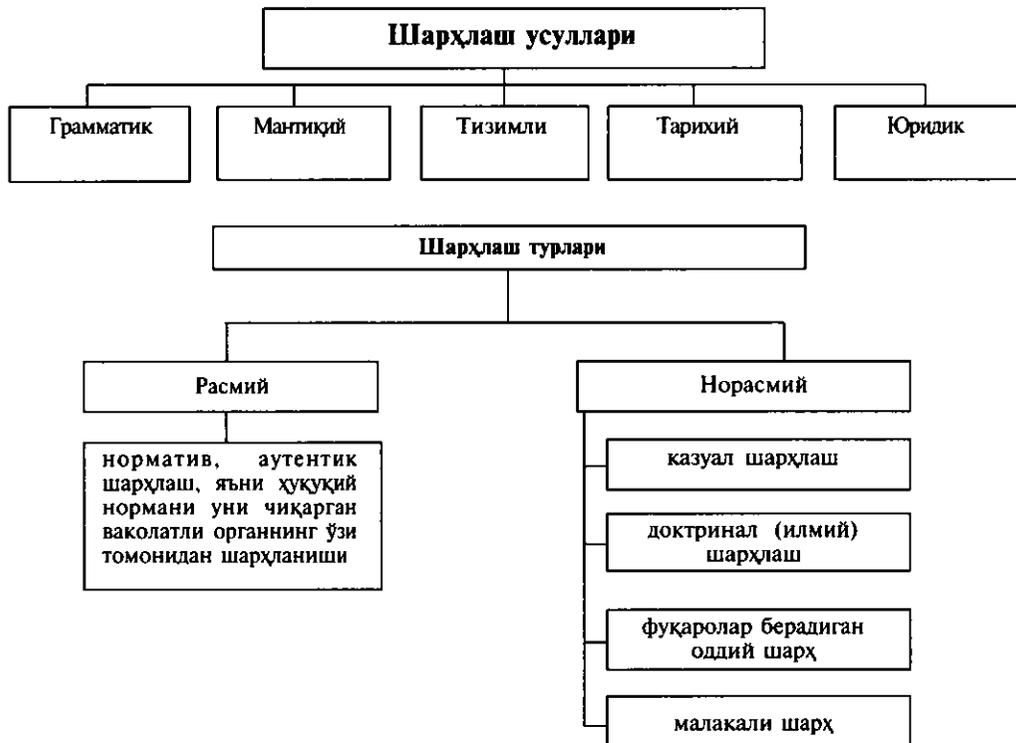 Шарҳлаш усуллари
Грамматик
Мантиқий
Тизимли
Тарихий
Юридик
Шарҳлаш турлари
Расмий
Норасмий
норматив, аутентик
шарҳлаш, яъни ҳуқуқий
нормани уни чиқарган
ваколатли органнинг ўзи
томонидан шарҳланиши
казуал шарҳлаш
доктринал (илмий)
шарҳлаш
фуқаролар берадиган
оддий шарҳ
малакали шарҳ